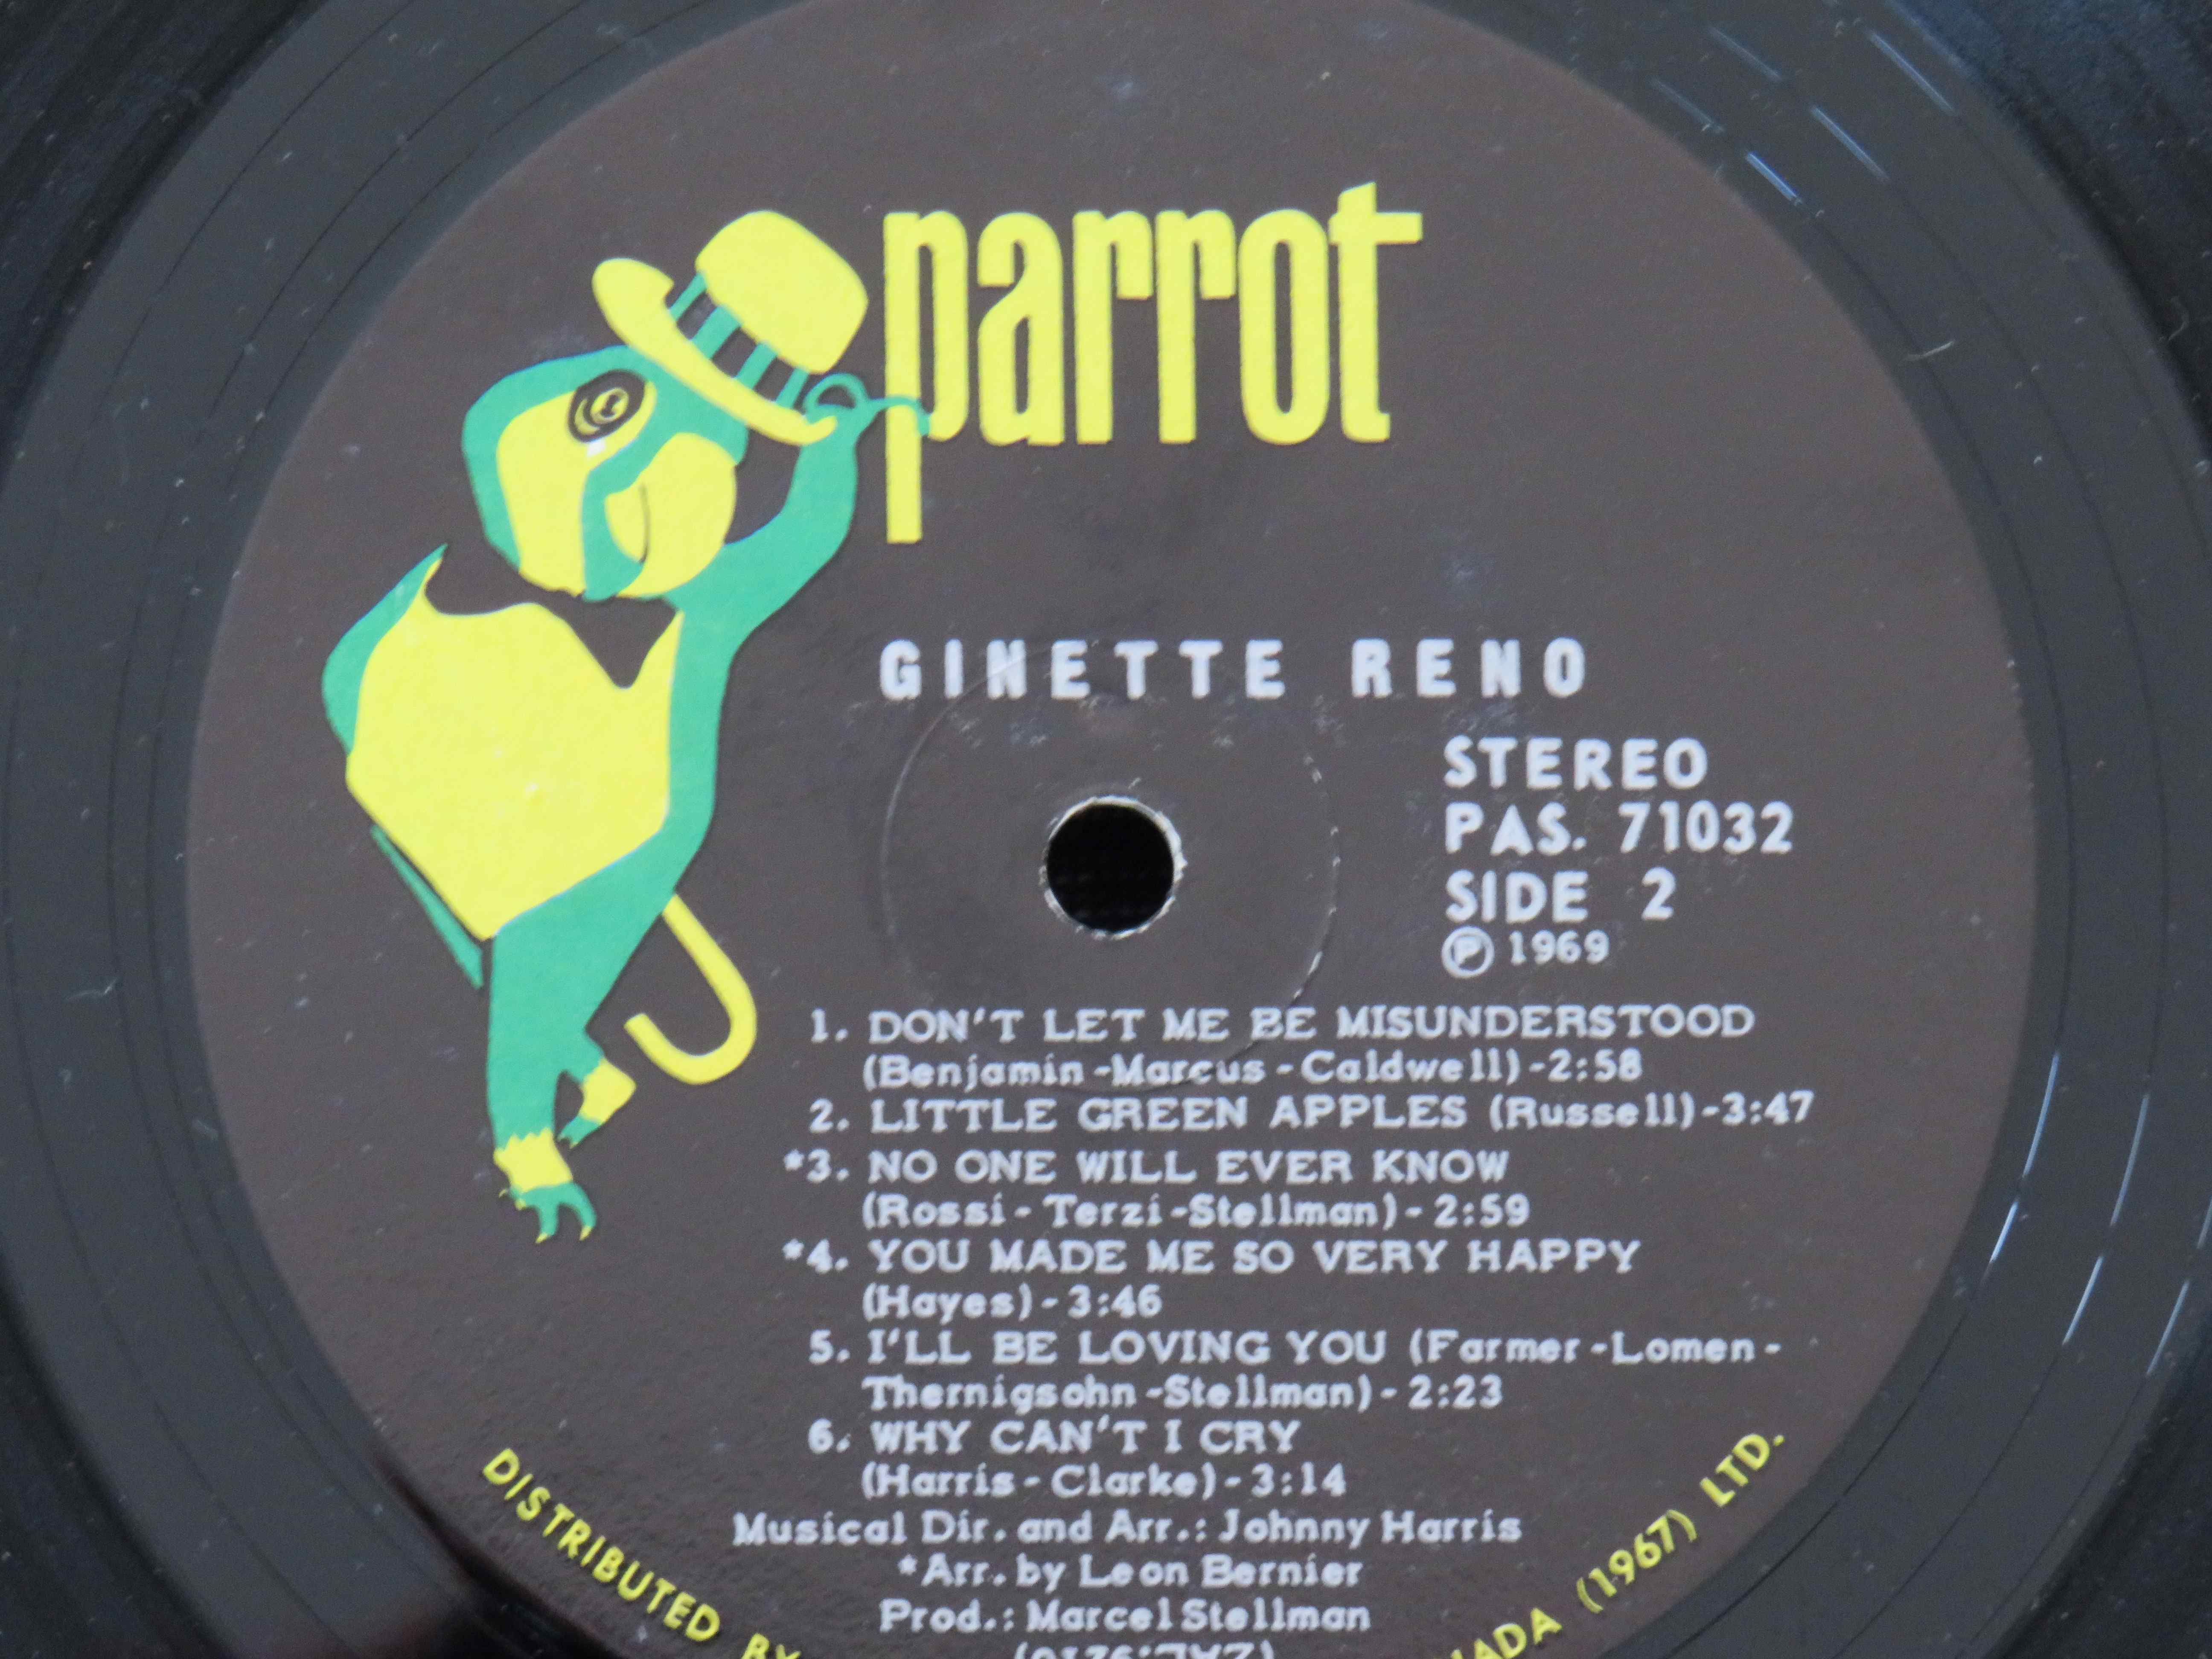 parrot
GINETTE RENO
STEREO
PAS. 71032
SIDE 2
Ⓟ 1969
1. DON'T LET ME BE MISUNDERSTOOD
(Benjamin-Marcus-Caldwell)-2:58
2. LITTLE GREEN APPLES (Russell)-3:47
*3. NO ONE WILL EVER KNOW
(Rossi-Terzi-Stellman)-2:59
*4. YOU MADE ME SO VERY HAPPY
(Hayes)-3:46
5. I'LL BE LOVING YOU (Farmer-Lomen-
Thernigsohn-Stellman)-2:23
6. WHY CAN'T I CRY
(Harris-Clarke)-3:14
Musical Dir. and Arr.: Johnny Harris
*Arr. by Leon Bernier
Prod.: Marcel Stellman
DISTRIBUTED BY
NADA (1967) LTD.